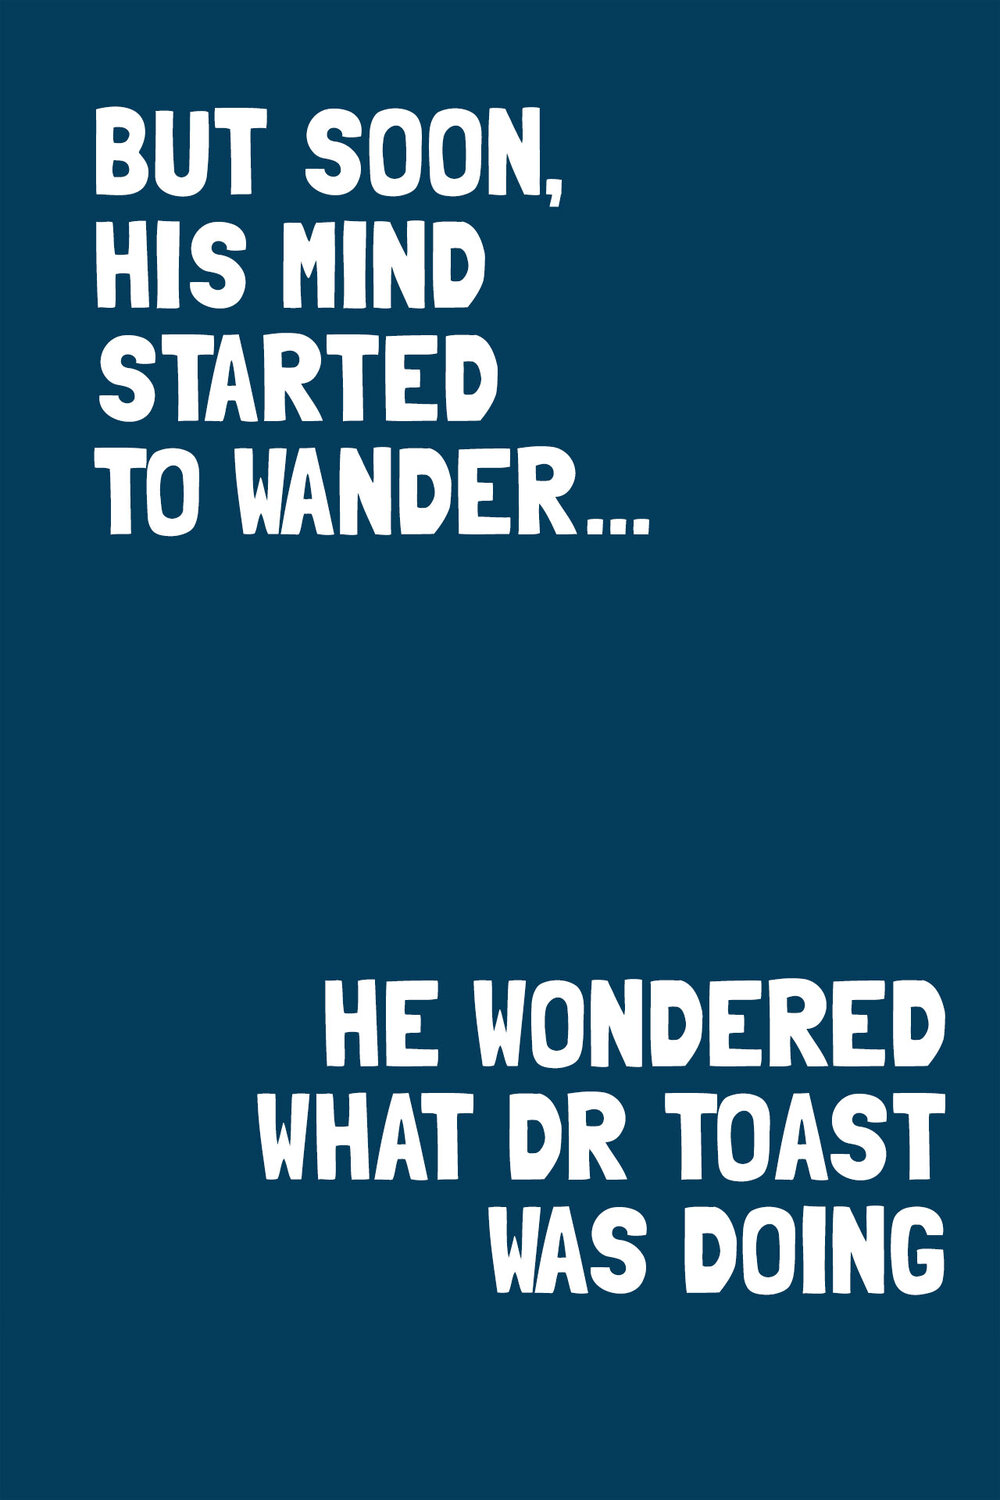 BUT SOON,
HIS MIND
STARTED
TO WANDER...
HE WONDERED
WHAT DR TOAST
WAS DOING